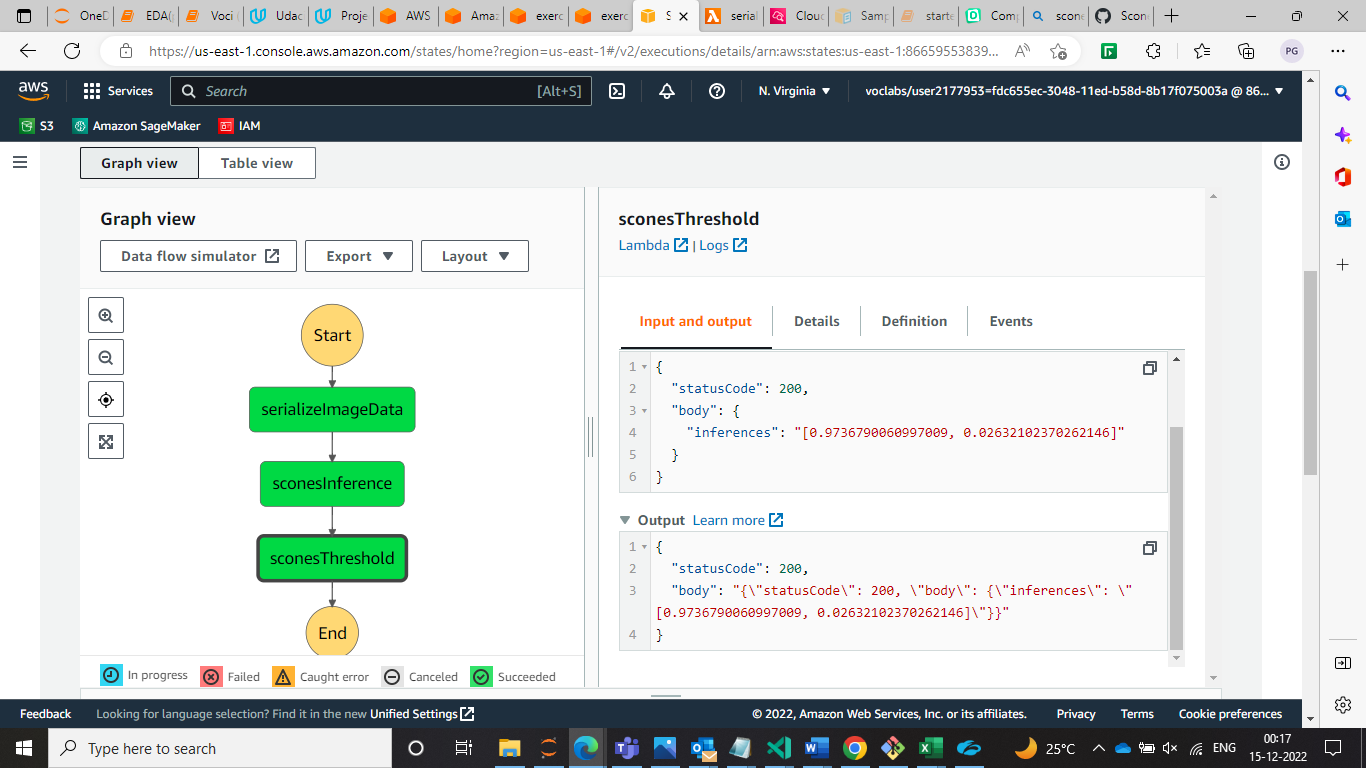 OneD
EDA(
Voci
Udac
Proje
AWS
Amaz
exerc
exerc
S
serial
Clouc
Samp
starte
Comp
scone
Scone
https://us-east-1.console.aws.amazon.com/states/home?region=us-east-1#/v2/executions/details/arn:aws:states:us-east-1:86659553839...
PG
aws
Services
Search
[Alt+S]
N. Virginia
voclabs/user2177953=fdc655ec-3048-11ed-b58d-8b17f075003a @ 86...
S3
Amazon SageMaker
IAM
Graph view
Table view
Graph view
Data flow simulator
Export
Layout
Start
serializeImageData
sconesInference
sconesThreshold
End
In progress
Failed
Caught error
Canceled
Succeeded
sconesThreshold
Lambda | Logs
Input and output
Details
Definition
Events
1 {
2 "statusCode": 200,
3 "body": {
4 "inferences": "[0.9736790060997009, 0.02632102370262146]"
5 }
6 }
Output Learn more
1 {
2 "statusCode": 200,
3 "body": "{\"statusCode\": 200, \"body\": {\"inferences\": \"
[0.9736790060997009, 0.02632102370262146]\"}}"
4 }
Feedback
Looking for language selection? Find it in the new Unified Settings
© 2022, Amazon Web Services, Inc. or its affiliates.
Privacy
Terms
Cookie preferences
Type here to search
25°C
ENG
00:17
15-12-2022